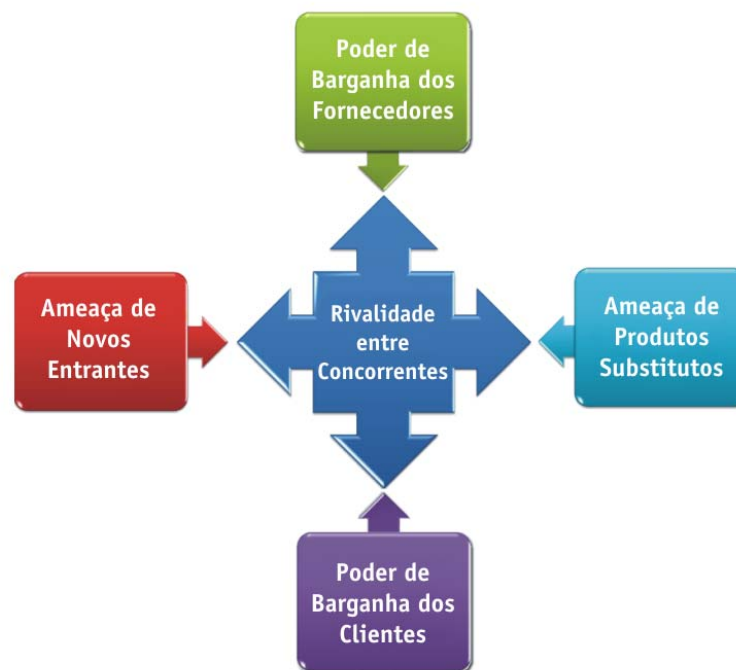 Poder de
Barganha dos
Fornecedores
Ameaça de
Novos
Entrantes
Rivalidade
entre
Concorrentes
Ameaça de
Produtos
Substitutos
Poder de
Barganha dos
Clientes